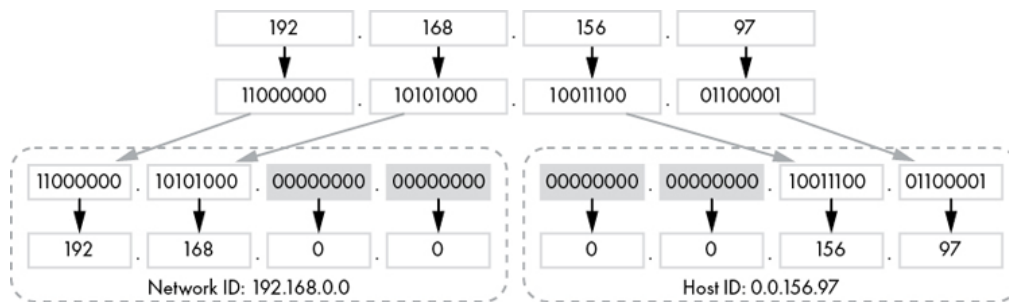 192 . 168 . 156 . 97
11000000 . 10101000 . 10011100 . 01100001
11000000 . 10101000 . 00000000 . 00000000
192 . 168 . 0 . 0
Network ID: 192.168.0.0
00000000 . 00000000 . 10011100 . 01100001
0 . 0 . 156 . 97
Host ID: 0.0.156.97